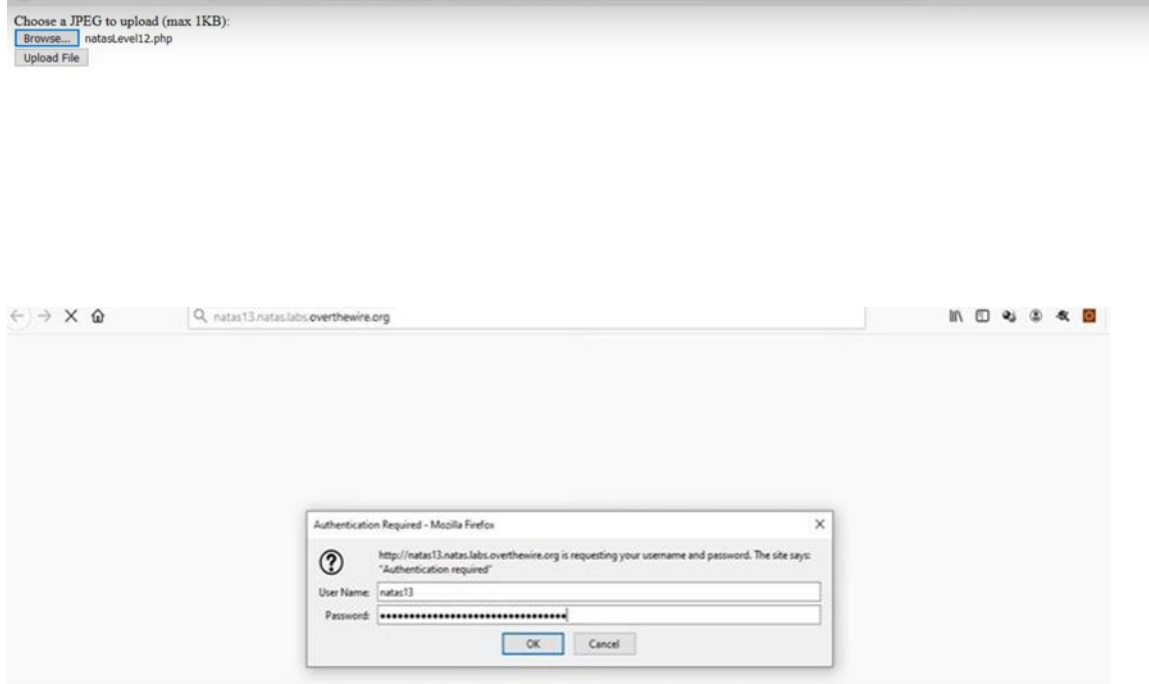 Choose a JPEG to upload (max 1KB):
Browse... natasLevel12.php
Upload File
natas13.natas.labs.overthewire.org
Authentication Required - Mozilla Firefox
http://natas13.natas.labs.overthewire.org is requesting your username and password. The site says:
"Authentication required"
User Name: natas13
Password: ••••••••••••••••••••••••••••••••
OK Cancel